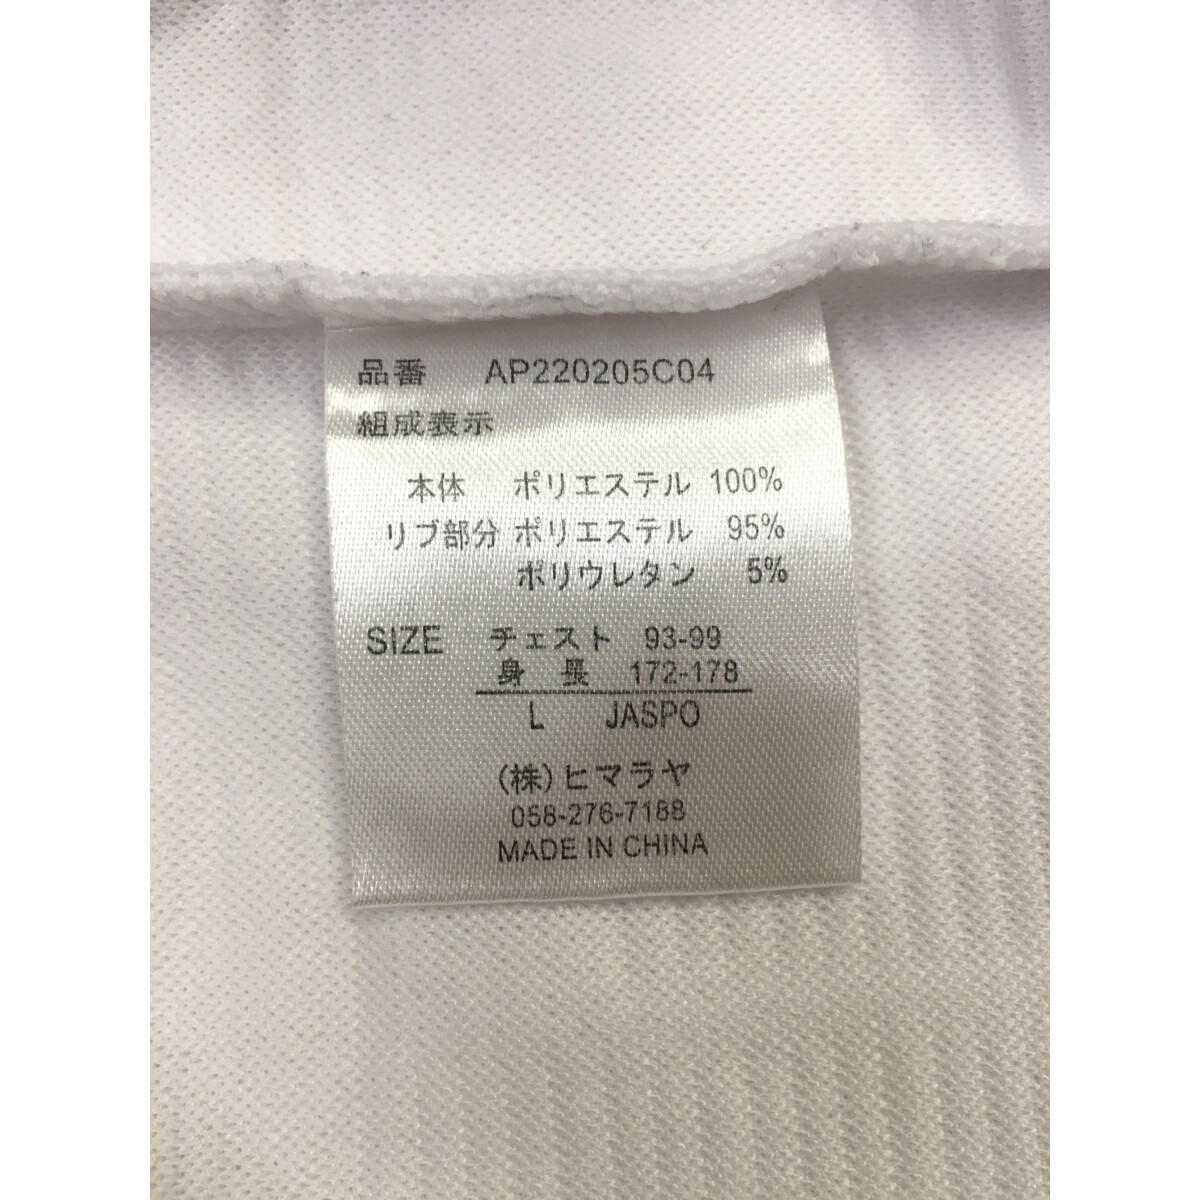 品番 AP220205C04
組成表示
本体 ポリエステル 100%
リブ部分 ポリエステル 95%
ポリウレタン 5%
SIZE チェスト 93-99
身 長 172-178
L JASPO
(株)ヒマラヤ
058-276-7188
MADE IN CHINA